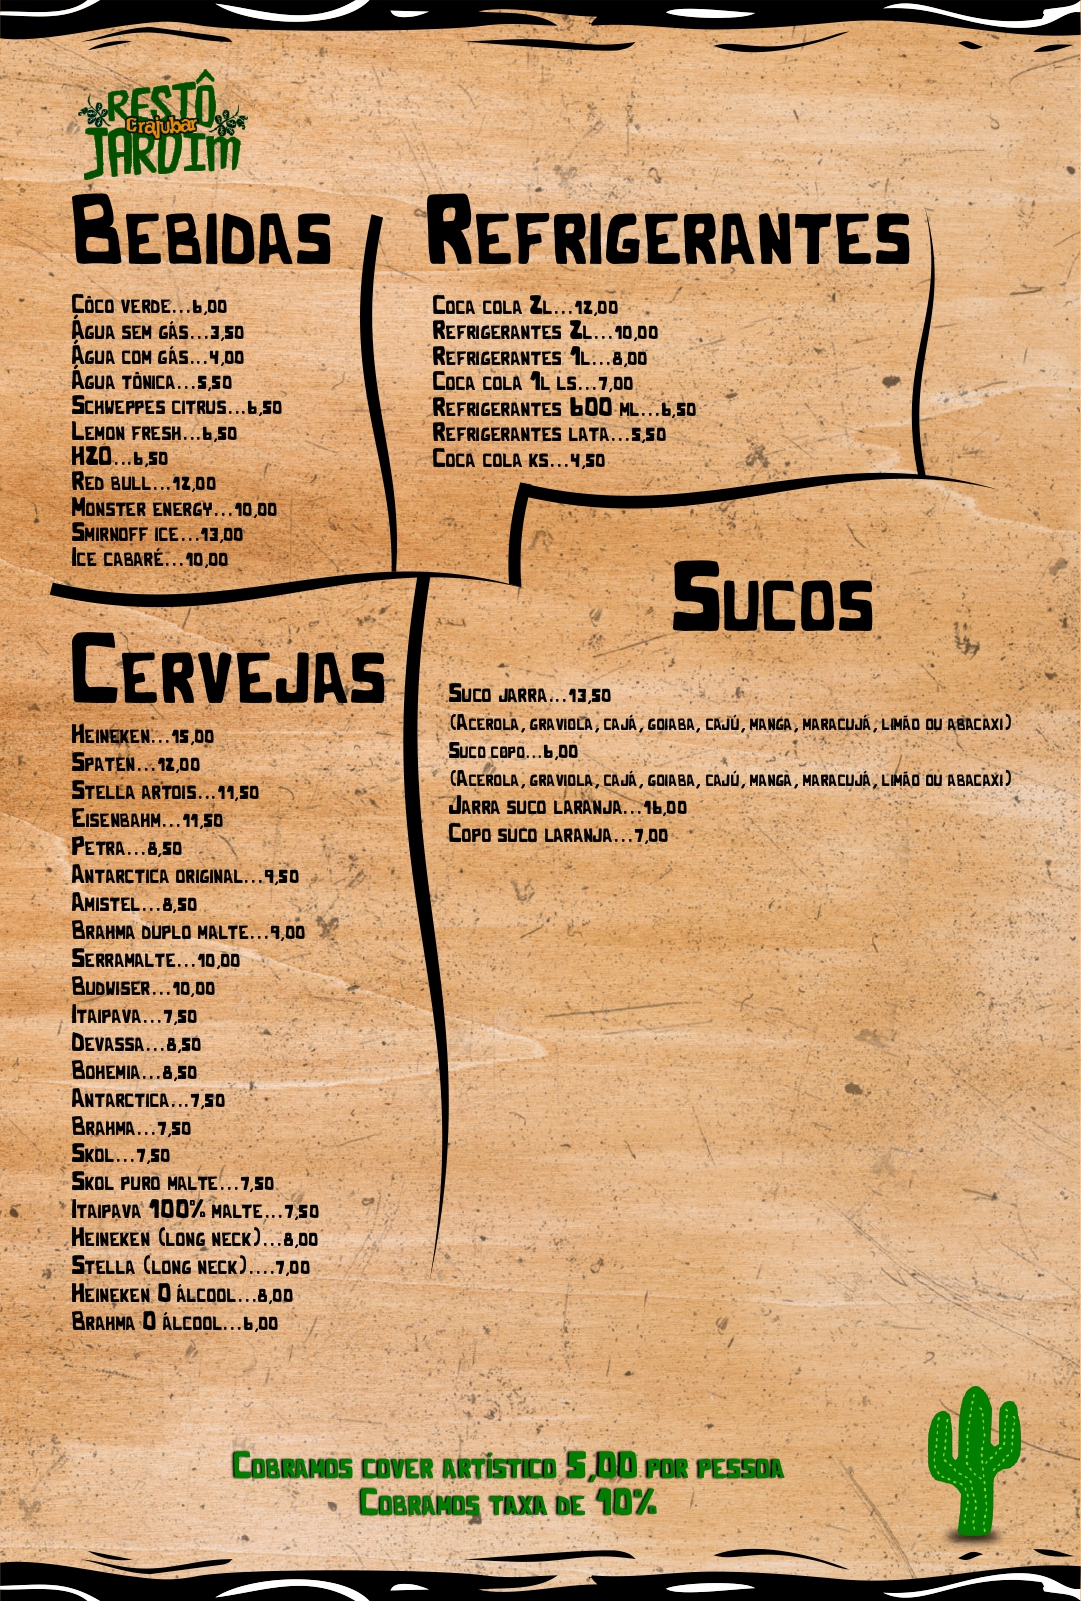 RESTÔ
Crajubar
JARDIM
BEBIDAS
CÔCO VERDE...6,00
ÁGUA SEM GÁS...3,50
ÁGUA COM GÁS...4,00
ÁGUA TÔNICA...5,50
SCHWEPPES CITRUS...6,50
LEMON FRESH...6,50
H2O...6,50
RED BULL...12,00
MONSTER ENERGY...10,00
SMIRNOFF ICE...13,00
ICE CABARÉ...10,00
REFRIGERANTES
COCA COLA 2L...12,00
REFRIGERANTES 2L...10,00
REFRIGERANTES 1L...8,00
COCA COLA 1L LS...7,00
REFRIGERANTES 600 ML...6,50
REFRIGERANTES LATA...5,50
COCA COLA KS...4,50
CERVEJAS
HEINEKEN...15,00
SPATEN...12,00
STELLA ARTOIS...11,50
EISENBAHM...11,50
PETRA...8,50
ANTARCTICA ORIGINAL...9,50
AMISTEL...8,50
BRAHMA DUPLO MALTE...9,00
SERRAMALTE...10,00
BUDWISER...10,00
ITAIPAVA...7,50
DEVASSA...8,50
BOHEMIA...8,50
ANTARCTICA...7,50
BRAHMA...7,50
SKOL...7,50
SKOL PURO MALTE...7,50
ITAIPAVA 100% MALTE...7,50
HEINEKEN (LONG NECK)...8,00
STELLA (LONG NECK)....7,00
HEINEKEN 0 ÁLCOOL...8,00
BRAHMA 0 ÁLCOOL...6,00
SUCOS
SUCO JARRA...13,50
(ACEROLA, GRAVIOLA, CAJÁ, GOIABA, CAJÚ, MANGA, MARACUJÁ, LIMÃO OU ABACAXI)
SUCO COPO...6,00
(ACEROLA, GRAVIOLA, CAJÁ, GOIABA, CAJÚ, MANGA, MARACUJÁ, LIMÃO OU ABACAXI)
JARRA SUCO LARANJA...16,00
COPO SUCO LARANJA...7,00
COBRAMOS COVER ARTÍSTICO 5,00 POR PESSOA
COBRAMOS TAXA DE 10%